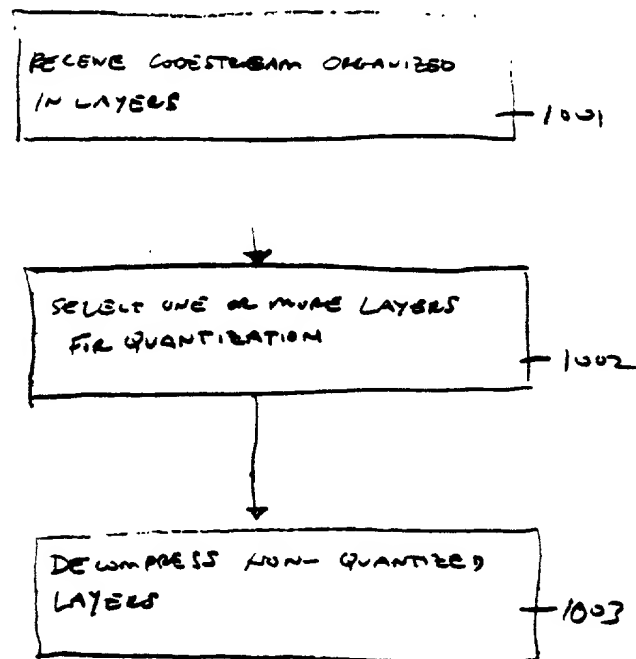 RECEIVE CODESTREAM ORGANIZED
IN LAYERS
1001
SELECT ONE OR MORE LAYERS
FOR QUANTIZATION
1002
DECOMPRESS NON-QUANTIZED
LAYERS
1003